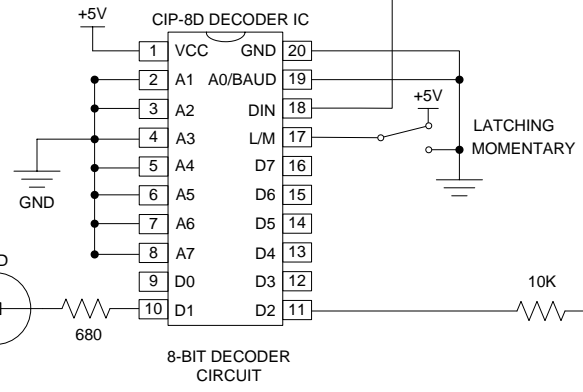 +5V
CIP-8D DECODER IC
1 VCC GND 20
2 A1 A0/BAUD 19
3 A2 DIN 18
4 A3 L/M 17
5 A4 D7 16
6 A5 D6 15
7 A6 D5 14
8 A7 D4 13
9 D0 D3 12
10 D1 D2 11
+5V
LATCHING
MOMENTARY
GND
D
680
10K
8-BIT DECODER
CIRCUIT